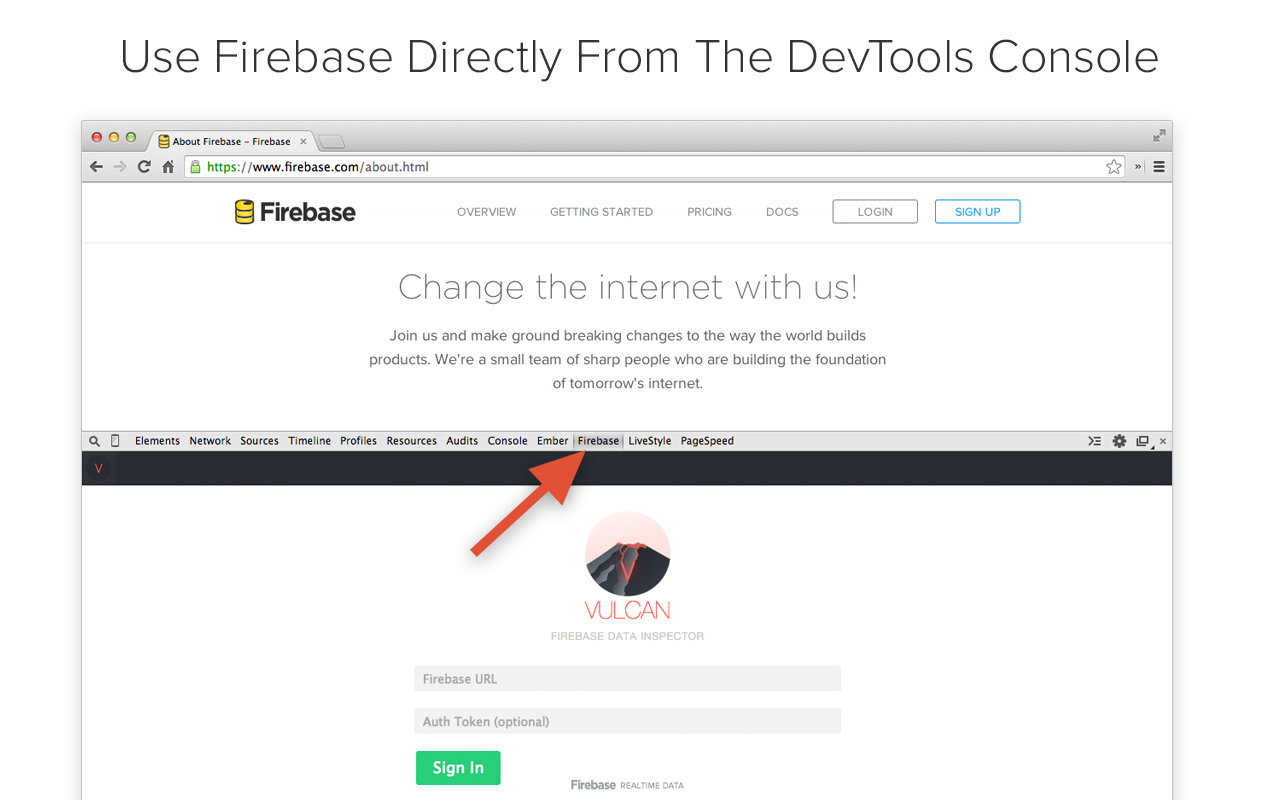 Use Firebase Directly From The DevTools Console
About Firebase – Firebase
https://www.firebase.com/about.html
Firebase OVERVIEW GETTING STARTED PRICING DOCS LOGIN SIGN UP
Change the internet with us!
Join us and make ground breaking changes to the way the world builds
products. We're a small team of sharp people who are building the foundation
of tomorrow's internet.
Elements Network Sources Timeline Profiles Resources Audits Console Ember Firebase LiveStyle PageSpeed
V
VULCAN
FIREBASE DATA INSPECTOR
Firebase URL
Auth Token (optional)
Sign In
Firebase REALTIME DATA